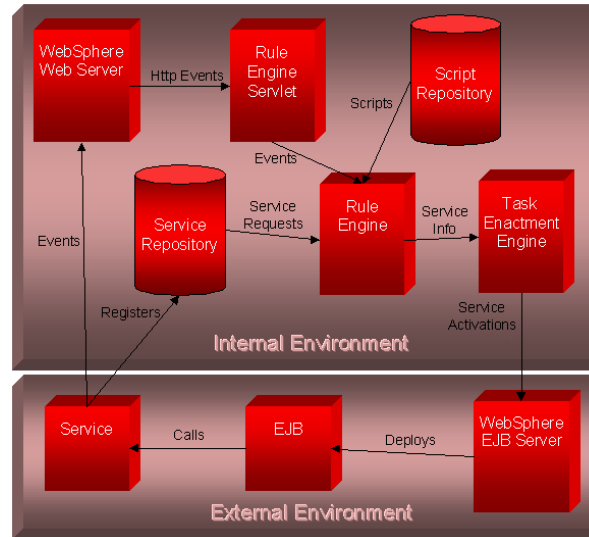 WebSphere
Web Server
Http Events
Rule
Engine
Servlet
Script
Repository
Scripts
Events
Service
Repository
Service
Requests
Rule
Engine
Service
Info
Task
Enactment
Engine
Events
Registers
Service
Activations
Internal Environment
Service
Calls
EJB
Deploys
WebSphere
EJB Server
External Environment